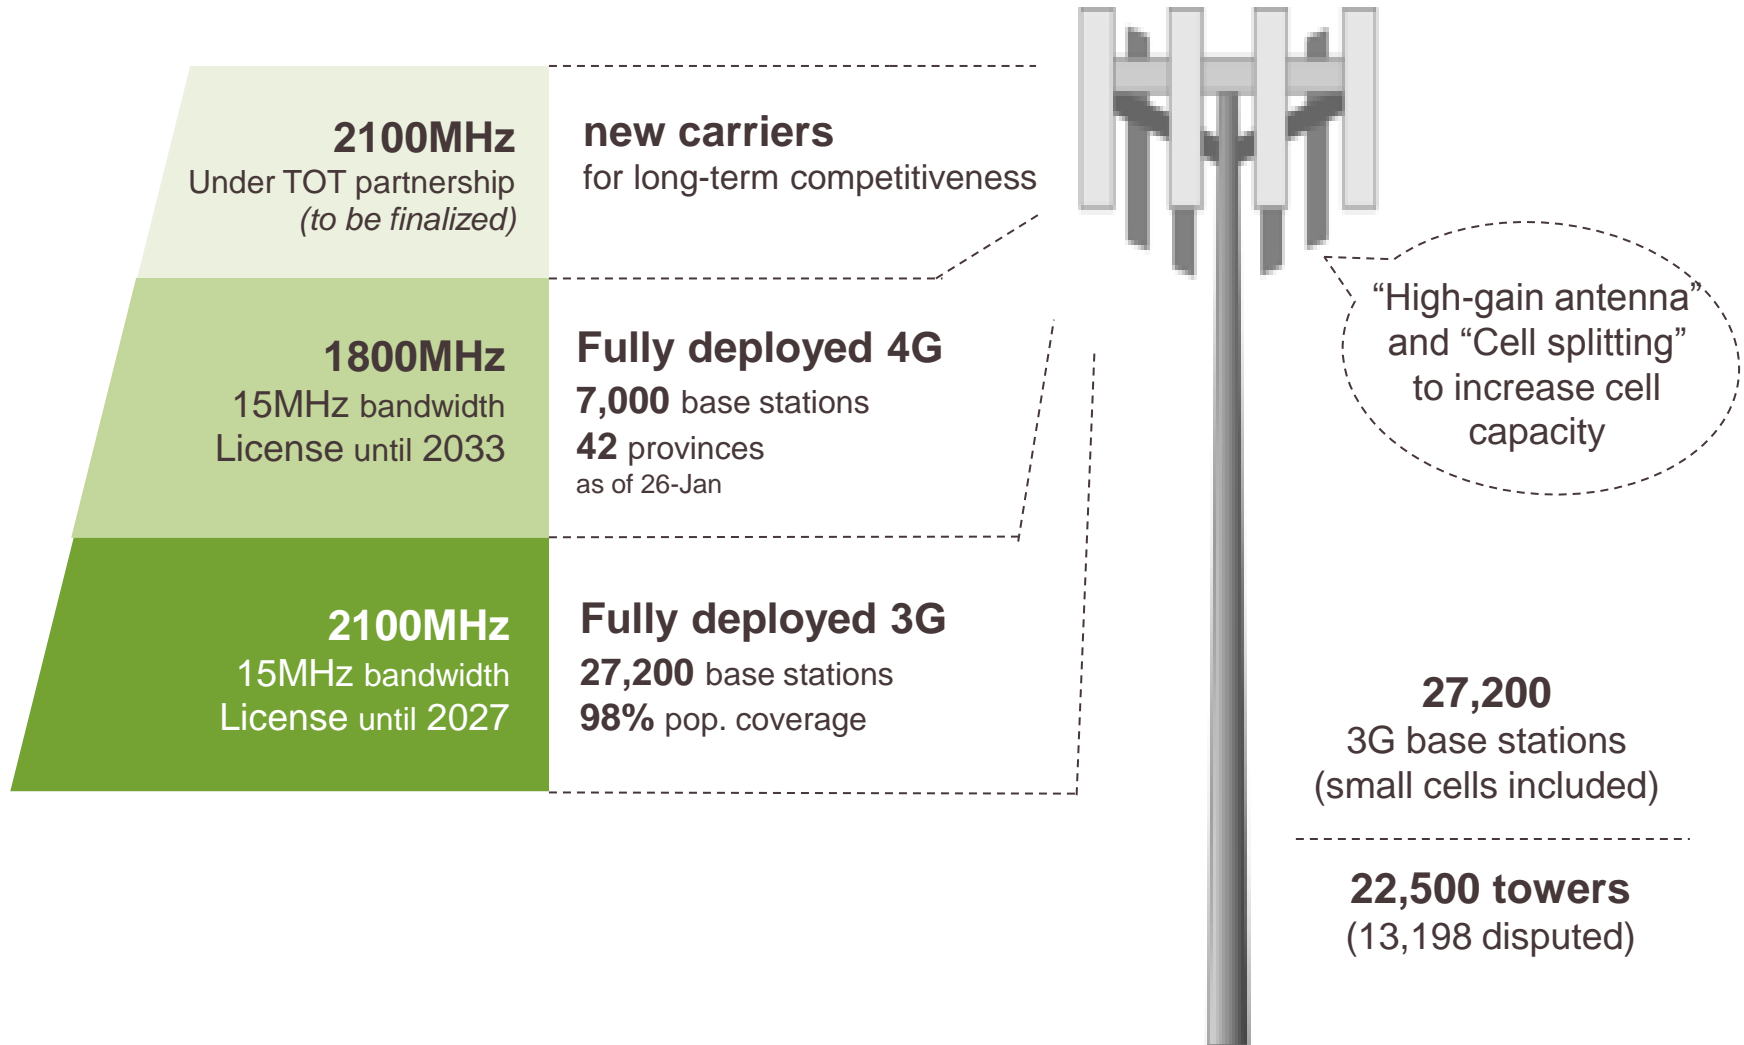 2100MHz
Under TOT partnership
(to be finalized)
new carriers
for long-term competitiveness
1800MHz
15MHz bandwidth
License until 2033
Fully deployed 4G
7,000 base stations
42 provinces
as of 26-Jan
2100MHz
15MHz bandwidth
License until 2027
Fully deployed 3G
27,200 base stations
98% pop. coverage
“High-gain antenna”
and “Cell splitting”
to increase cell
capacity
27,200
3G base stations
(small cells included)
22,500 towers
(13,198 disputed)